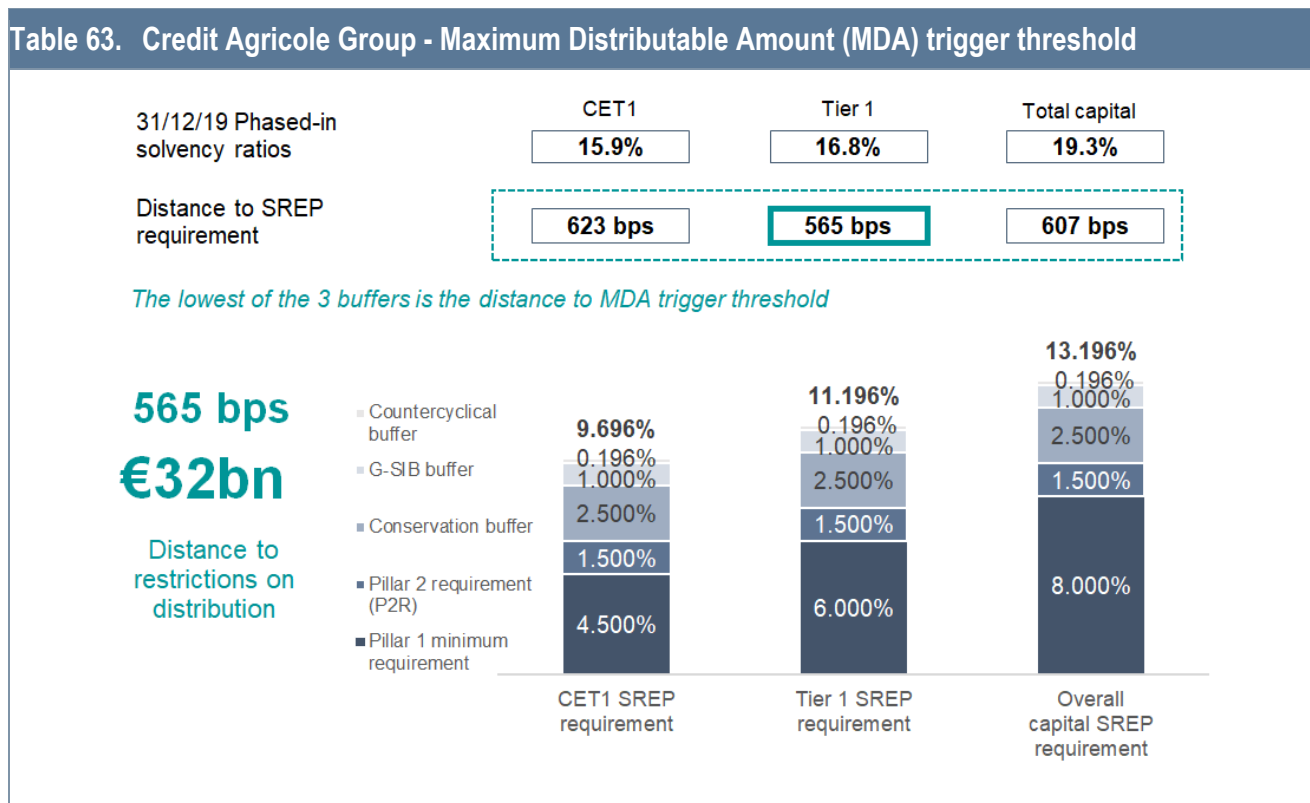 Table 63. Credit Agricole Group - Maximum Distributable Amount (MDA) trigger threshold
31/12/19 Phased-in
solvency ratios
CET1
Tier 1
Total capital
15.9%
16.8%
19.3%
Distance to SREP
requirement
623 bps
565 bps
607 bps
The lowest of the 3 buffers is the distance to MDA trigger threshold
565 bps
€32bn
Distance to
restrictions on
distribution
Countercyclical
buffer
G-SIB buffer
Conservation buffer
Pillar 2 requirement
(P2R)
Pillar 1 minimum
requirement
9.696%
0.196%
1.000%
2.500%
1.500%
4.500%
CET1 SREP
requirement
11.196%
0.196%
1.000%
2.500%
1.500%
6.000%
Tier 1 SREP
requirement
13.196%
0.196%
1.000%
2.500%
1.500%
8.000%
Overall
capital SREP
requirement